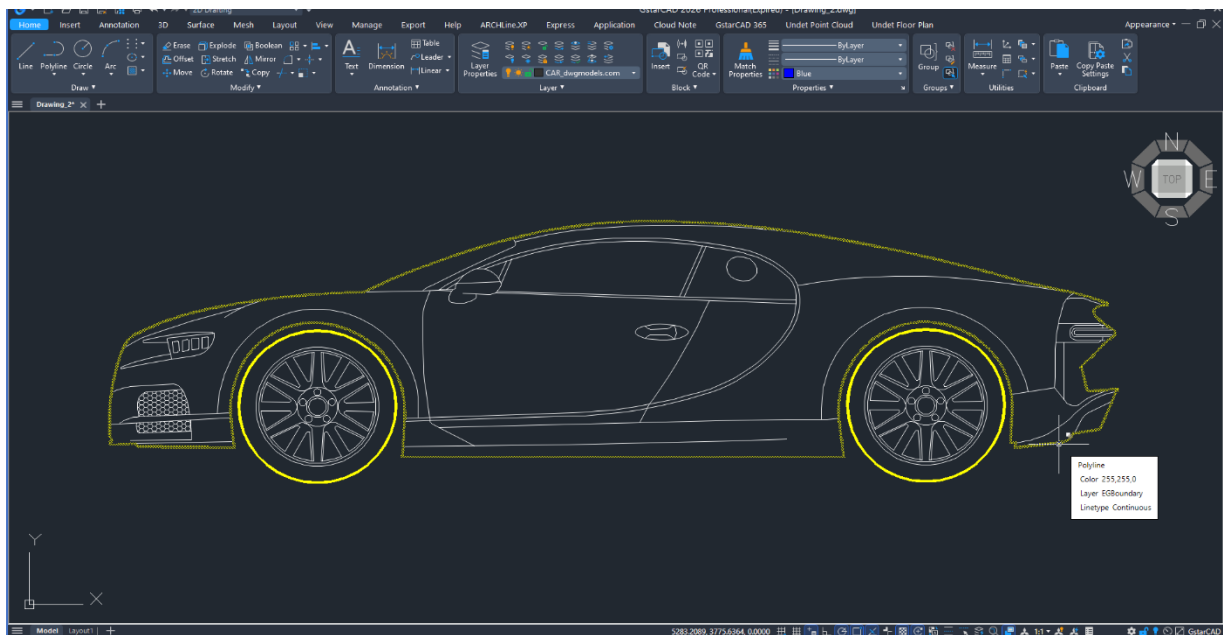 2D Drafting
GstarCAD 2026 Professional(Expired) - [Drawing_2.dwg]
Home Insert Annotation 3D Surface Mesh Layout View Manage Export Help ARCHLine.XP Express Application Cloud Note GstarCAD 365 Undet Point Cloud Undet Floor Plan Appearance
Line Polyline Circle Arc
Erase Explode Boolean
Offset Stretch Mirror
Move Rotate Copy
Text Dimension
Table
Leader
Linear
Layer
Properties
CAR_dwgmodels.com
Insert
QR
Code
Match
Properties
ByLayer
ByLayer
Blue
Group
Measure
Paste
Copy Paste
Settings
Draw Modify Annotation Layer Block Properties Groups Utilities Clipboard
Drawing_2*
N
W TOP E
S
Polyline
Color 255,255,0
Layer EGBoundary
Linetype Continuous
Y
X
Model Layout1 5283.2089, 3775.6364, 0.0000 1:1 GstarCAD